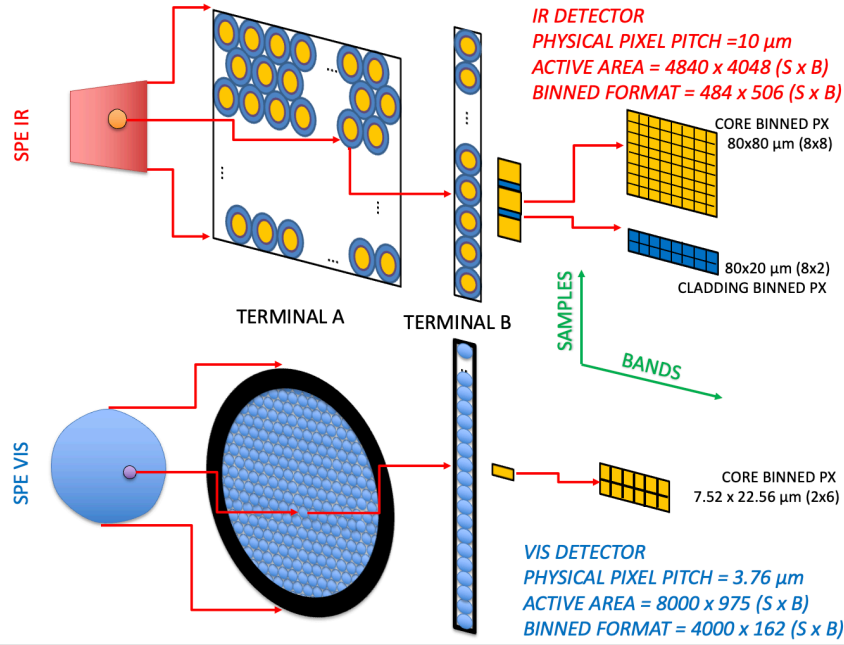 IR DETECTOR
PHYSICAL PIXEL PITCH =10 µm
ACTIVE AREA = 4840 x 4048 (S x B)
BINNED FORMAT = 484 x 506 (S x B)
SPE IR
...
...
CORE BINNED PX
80x80 µm (8x8)
...
...
...
80x20 µm (8x2)
CLADDING BINNED PX
TERMINAL A
TERMINAL B
SAMPLES
BANDS
SPE VIS
...
CORE BINNED PX
7.52 x 22.56 µm (2x6)
VIS DETECTOR
PHYSICAL PIXEL PITCH = 3.76 µm
ACTIVE AREA = 8000 x 975 (S x B)
BINNED FORMAT = 4000 x 162 (S x B)